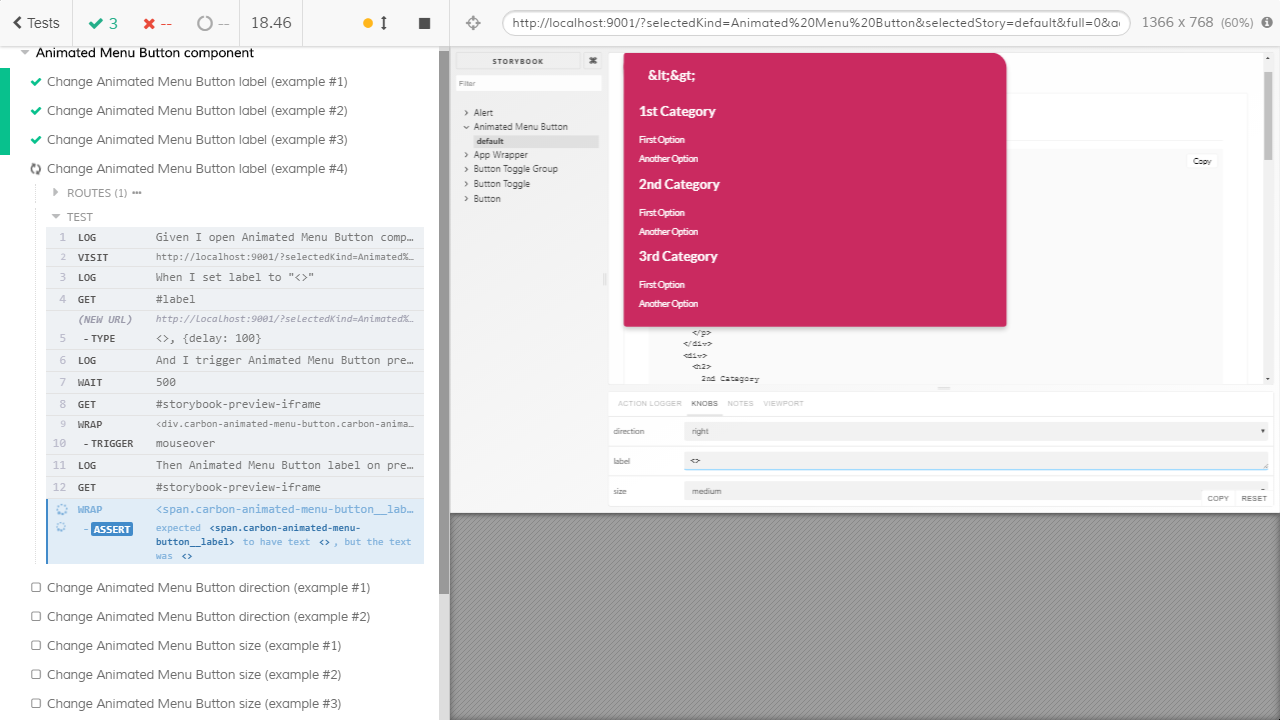 Tests
3
--
--
18.46
http://localhost:9001/?selectedKind=Animated%20Menu%20Button&selectedStory=default&full=0&a
1366 x 768 (60%)
Animated Menu Button component
Change Animated Menu Button label (example #1)
Change Animated Menu Button label (example #2)
Change Animated Menu Button label (example #3)
Change Animated Menu Button label (example #4)
ROUTES (1) •••
TEST
1 LOG Given I open Animated Menu Button comp…
2 VISIT http://localhost:9001/?selectedKind=Animated%…
3 LOG When I set label to "<>"
4 GET #label
(NEW URL) http://localhost:9001/?selectedKind=Animated%…
5 - TYPE <>, {delay: 100}
6 LOG And I trigger Animated Menu Button pre…
7 WAIT 500
8 GET #storybook-preview-iframe
9 WRAP <div.carbon-animated-menu-button.carbon-anima…
10 - TRIGGER mouseover
11 LOG Then Animated Menu Button label on pre…
12 GET #storybook-preview-iframe
WRAP <span.carbon-animated-menu-button__lab…
- ASSERT expected <span.carbon-animated-menu-
button__label> to have text <>, but the text
was <>
Change Animated Menu Button direction (example #1)
Change Animated Menu Button direction (example #2)
Change Animated Menu Button size (example #1)
Change Animated Menu Button size (example #2)
Change Animated Menu Button size (example #3)
STORYBOOK
⌘
Filter
Alert
Animated Menu Button
default
App Wrapper
Button Toggle Group
Button Toggle
Button
&lt;&gt;
1st Category
First Option
Another Option
2nd Category
First Option
Another Option
3rd Category
First Option
Another Option
Copy
</p>
</div>
<div>
<h2>
2nd Category
ACTION LOGGER KNOBS NOTES VIEWPORT
direction right
label <>
size medium
COPY RESET